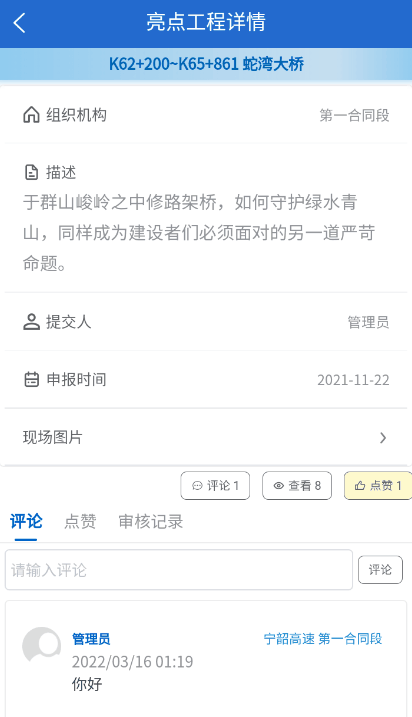 亮点工程详情
K62+200~K65+861 蛇湾大桥
组织机构 第一合同段
描述
于群山峻岭之中修路架桥，如何守护绿水青
山，同样成为建设者们必须面对的另一道严苛
命题。
提交人 管理员
申报时间 2021-11-22
现场图片
评论 1 查看 8 点赞 1
评论 点赞 审核记录
请输入评论 评论
管理员 宁韶高速 第一合同段
2022/03/16 01:19
你好